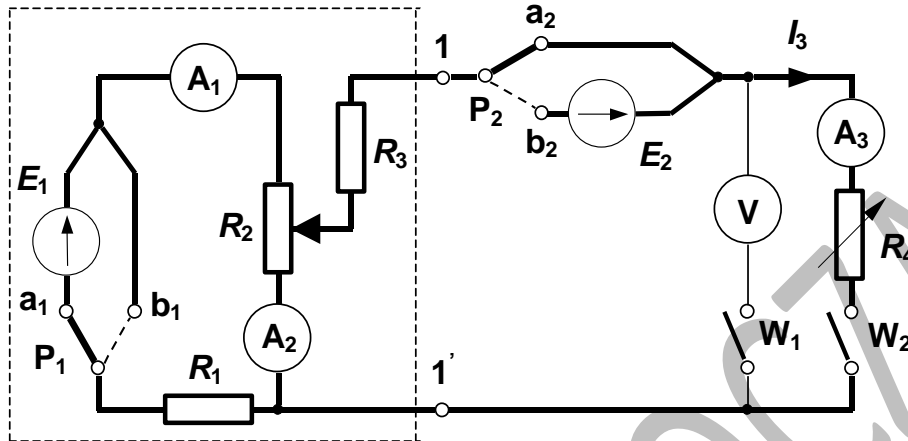 a₂
1
I₃
A₁
P₂
b₂
E₂
A₃
R₃
E₁
R₂
V
R₄
a₁
b₁
A₂
W₁
W₂
P₁
R₁
1'